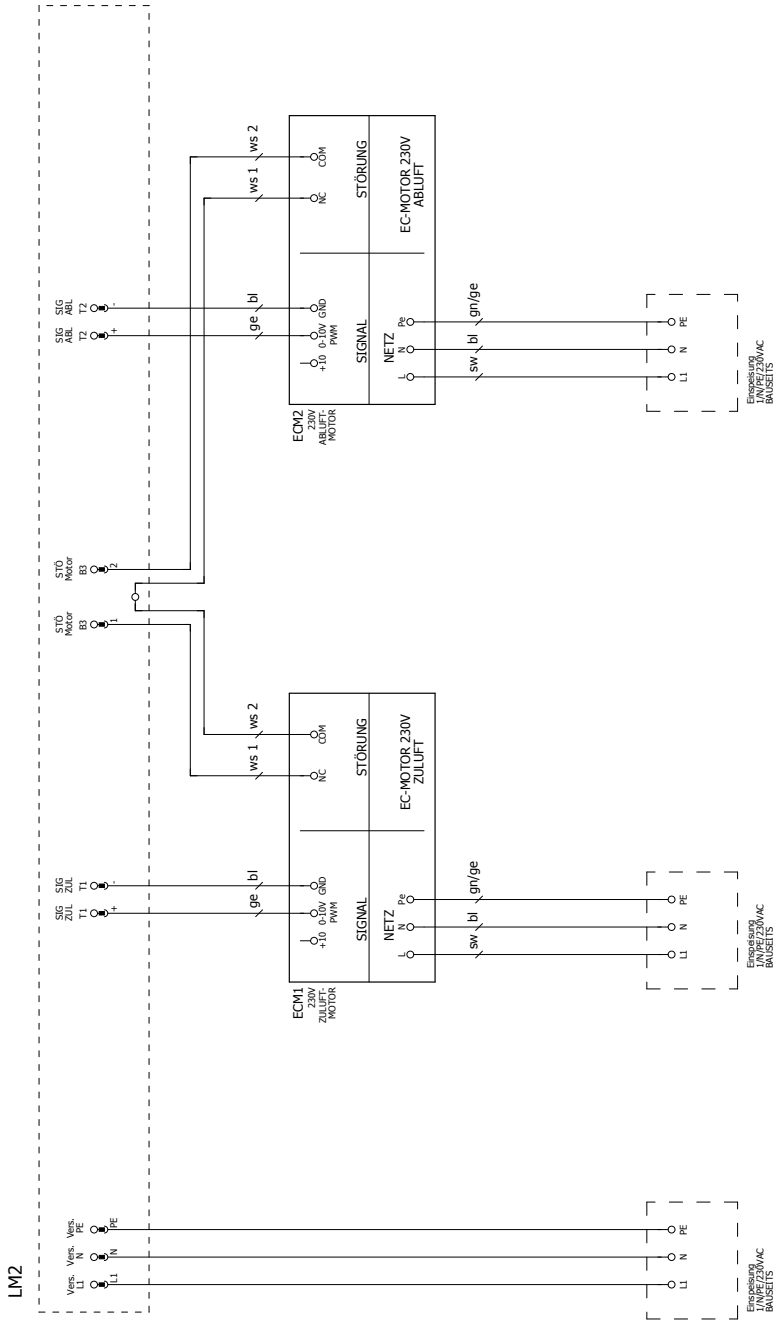 LM2
Vers.
L1
L1
Vers.
N
N
Vers.
PE
PE
SIG
ZUL
T1
+
SIG
ZUL
T1
-
STÖ
Motor
B3
1
STÖ
Motor
B3
2
SIG
ABL
T2
+
SIG
ABL
T2
-
ge
bl
ws 1
ws 2
ge
bl
ws 1
ws 2
ECM1
230V
ZULUFT-
MOTOR
+10
0-10V
PWM
GND
NC
COM
SIGNAL
STÖRUNG
NETZ
L
N
Pe
EC-MOTOR 230V
ZULUFT
ECM2
230V
ABLUFT-
MOTOR
+10
0-10V
PWM
GND
NC
COM
SIGNAL
STÖRUNG
NETZ
L
N
Pe
EC-MOTOR 230V
ABLUFT
sw
bl
gn/ge
sw
bl
gn/ge
L1
N
PE
Einspeisung
1/N/PE/230VAC
BAUSEITS
L1
N
PE
Einspeisung
1/N/PE/230VAC
BAUSEITS
L1
N
PE
Einspeisung
1/N/PE/230VAC
BAUSEITS